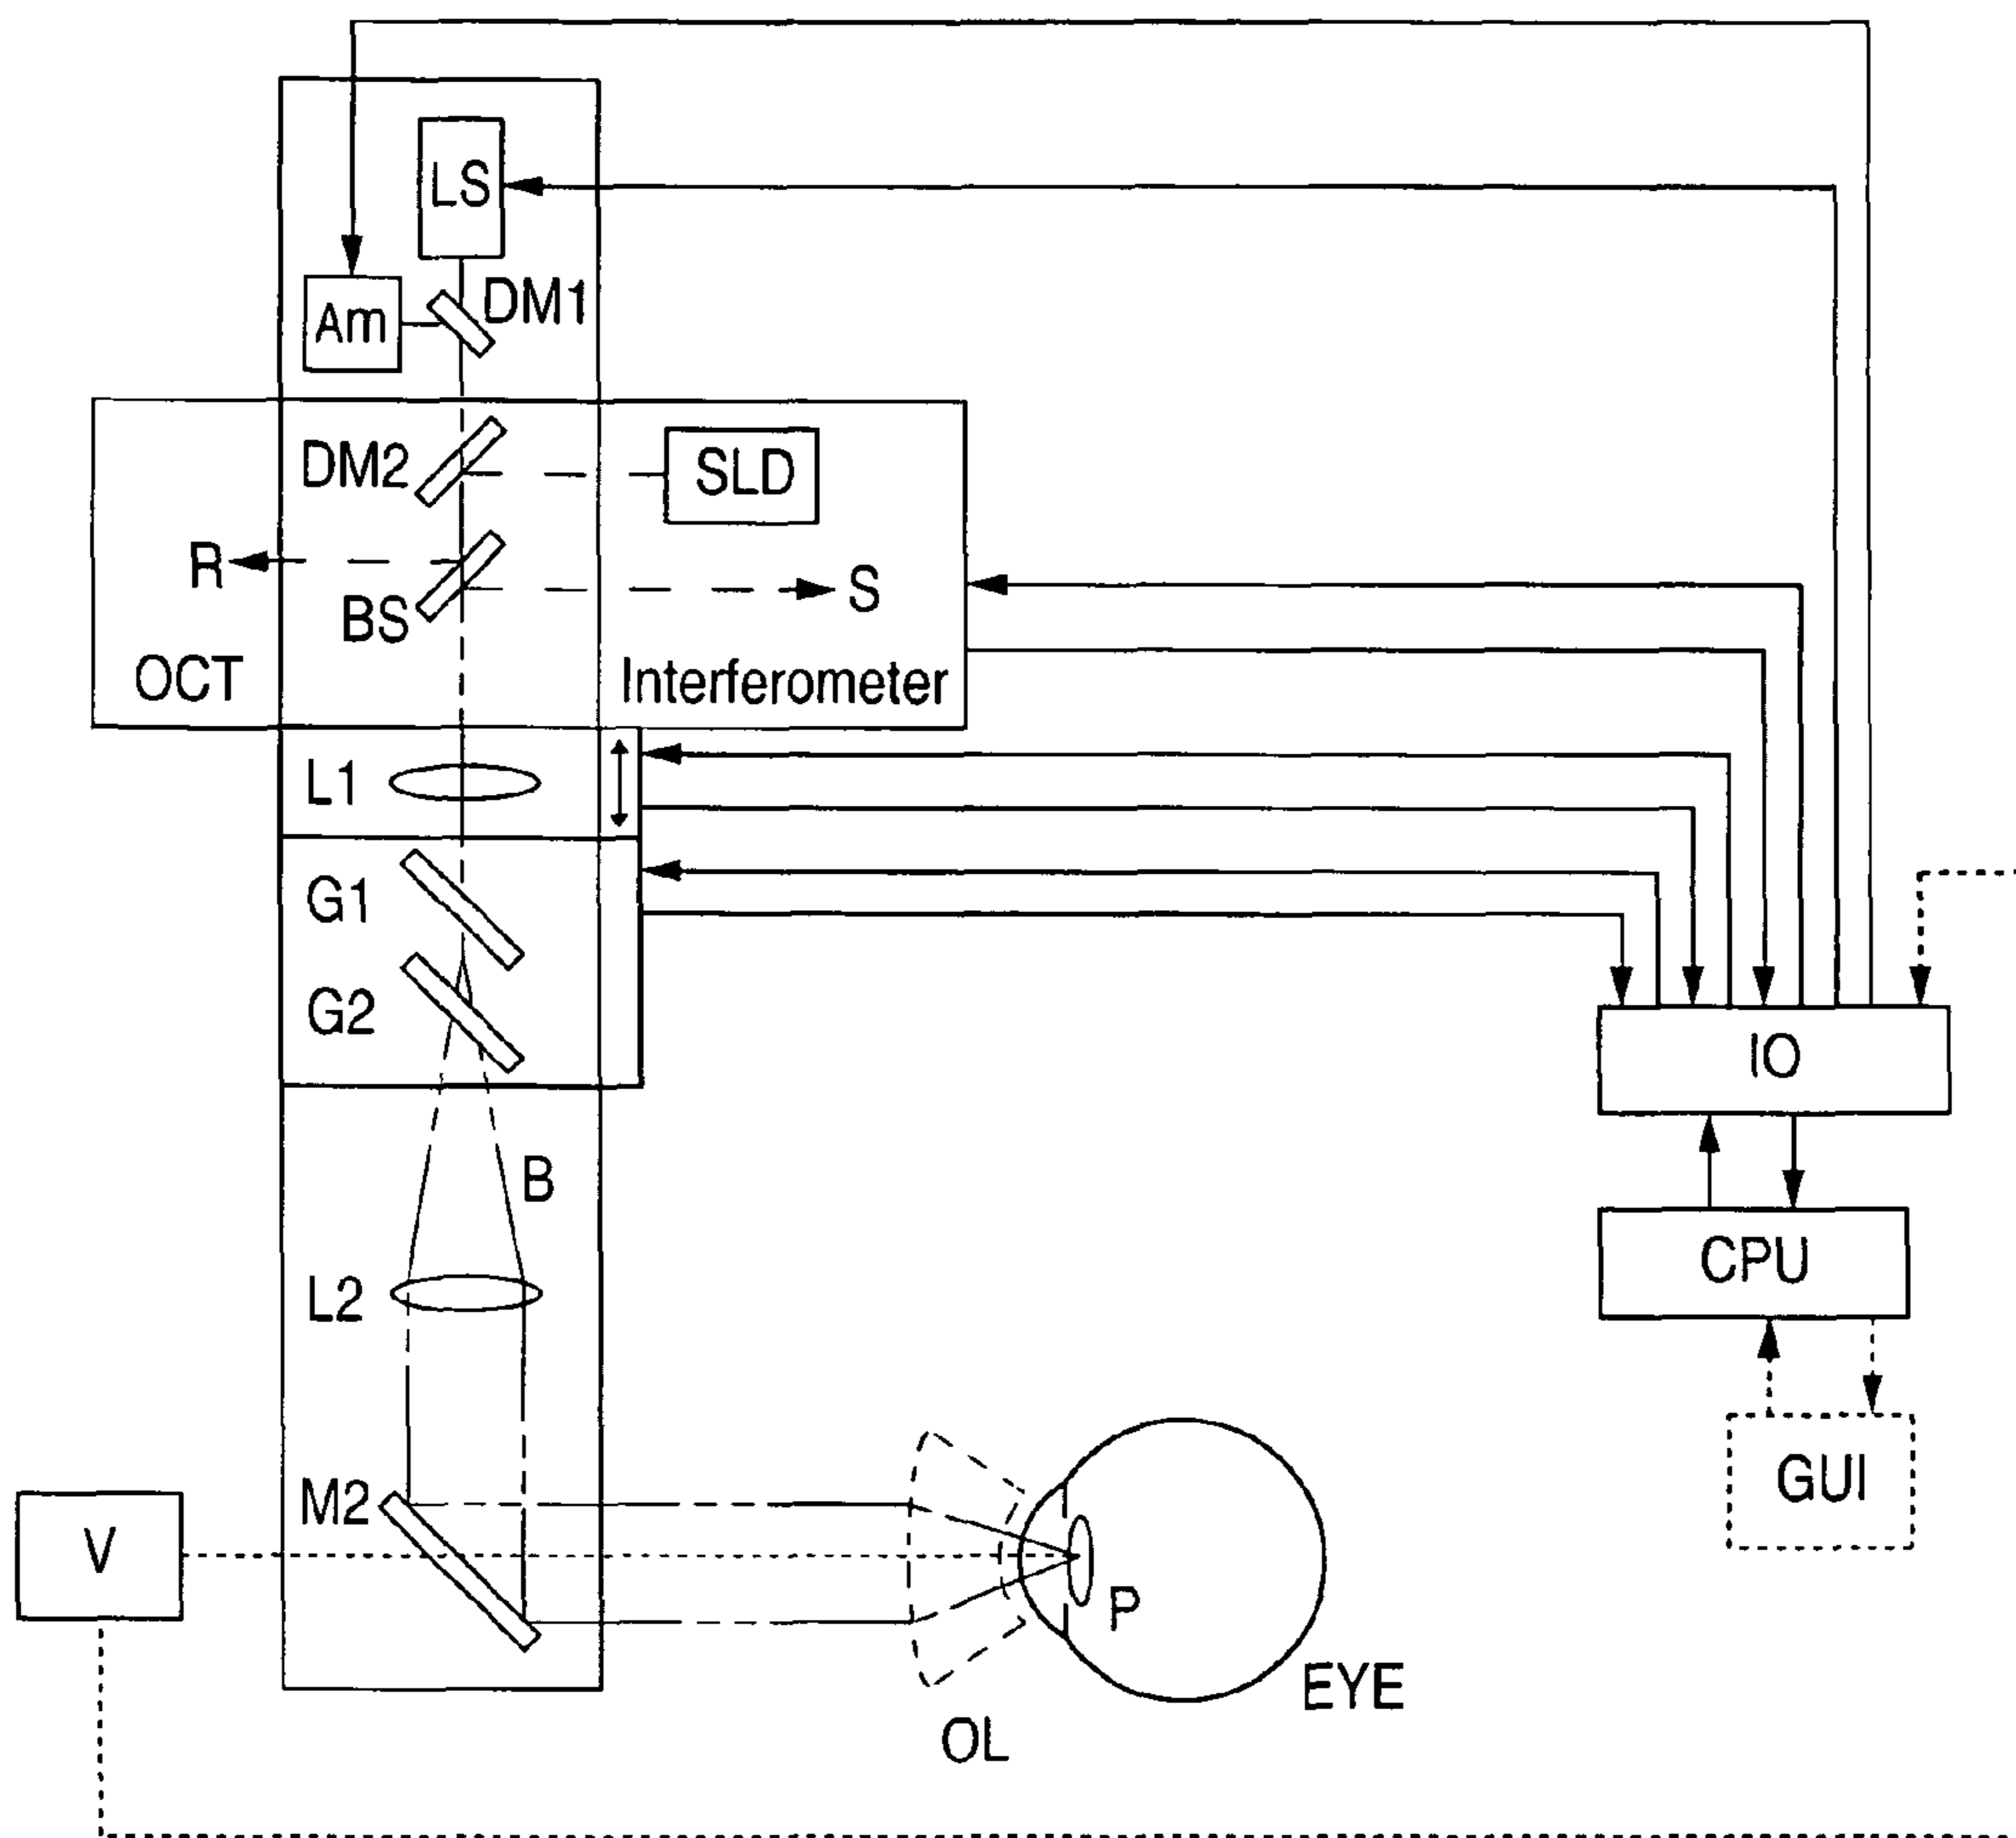 LS
DM1
Am
DM2
SLD
R
S
BS
OCT
Interferometer
L1
G1
G2
IO
B
CPU
L2
GUI
M2
V
P
EYE
OL